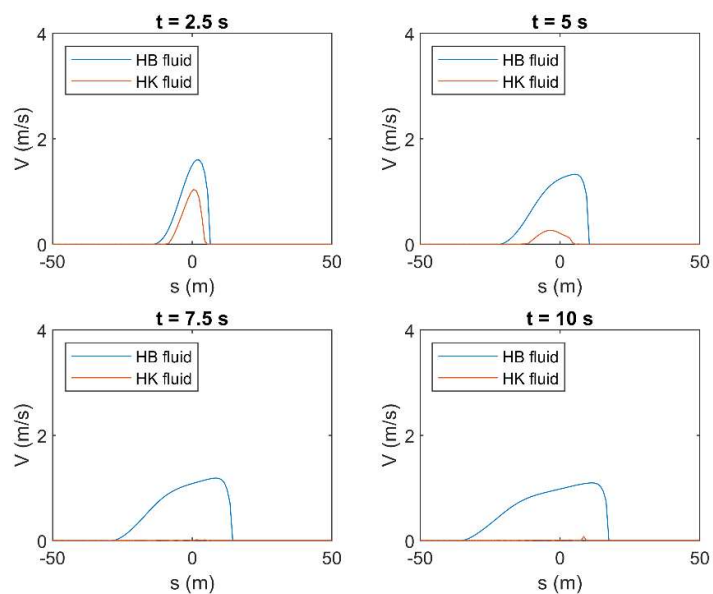 t = 2.5 s
4
HB fluid
HK fluid
V (m/s)
2
0
-50 0 50
s (m)
t = 5 s
4
HB fluid
HK fluid
V (m/s)
2
0
-50 0 50
s (m)
t = 7.5 s
4
HB fluid
HK fluid
V (m/s)
2
0
-50 0 50
s (m)
t = 10 s
4
HB fluid
HK fluid
V (m/s)
2
0
-50 0 50
s (m)